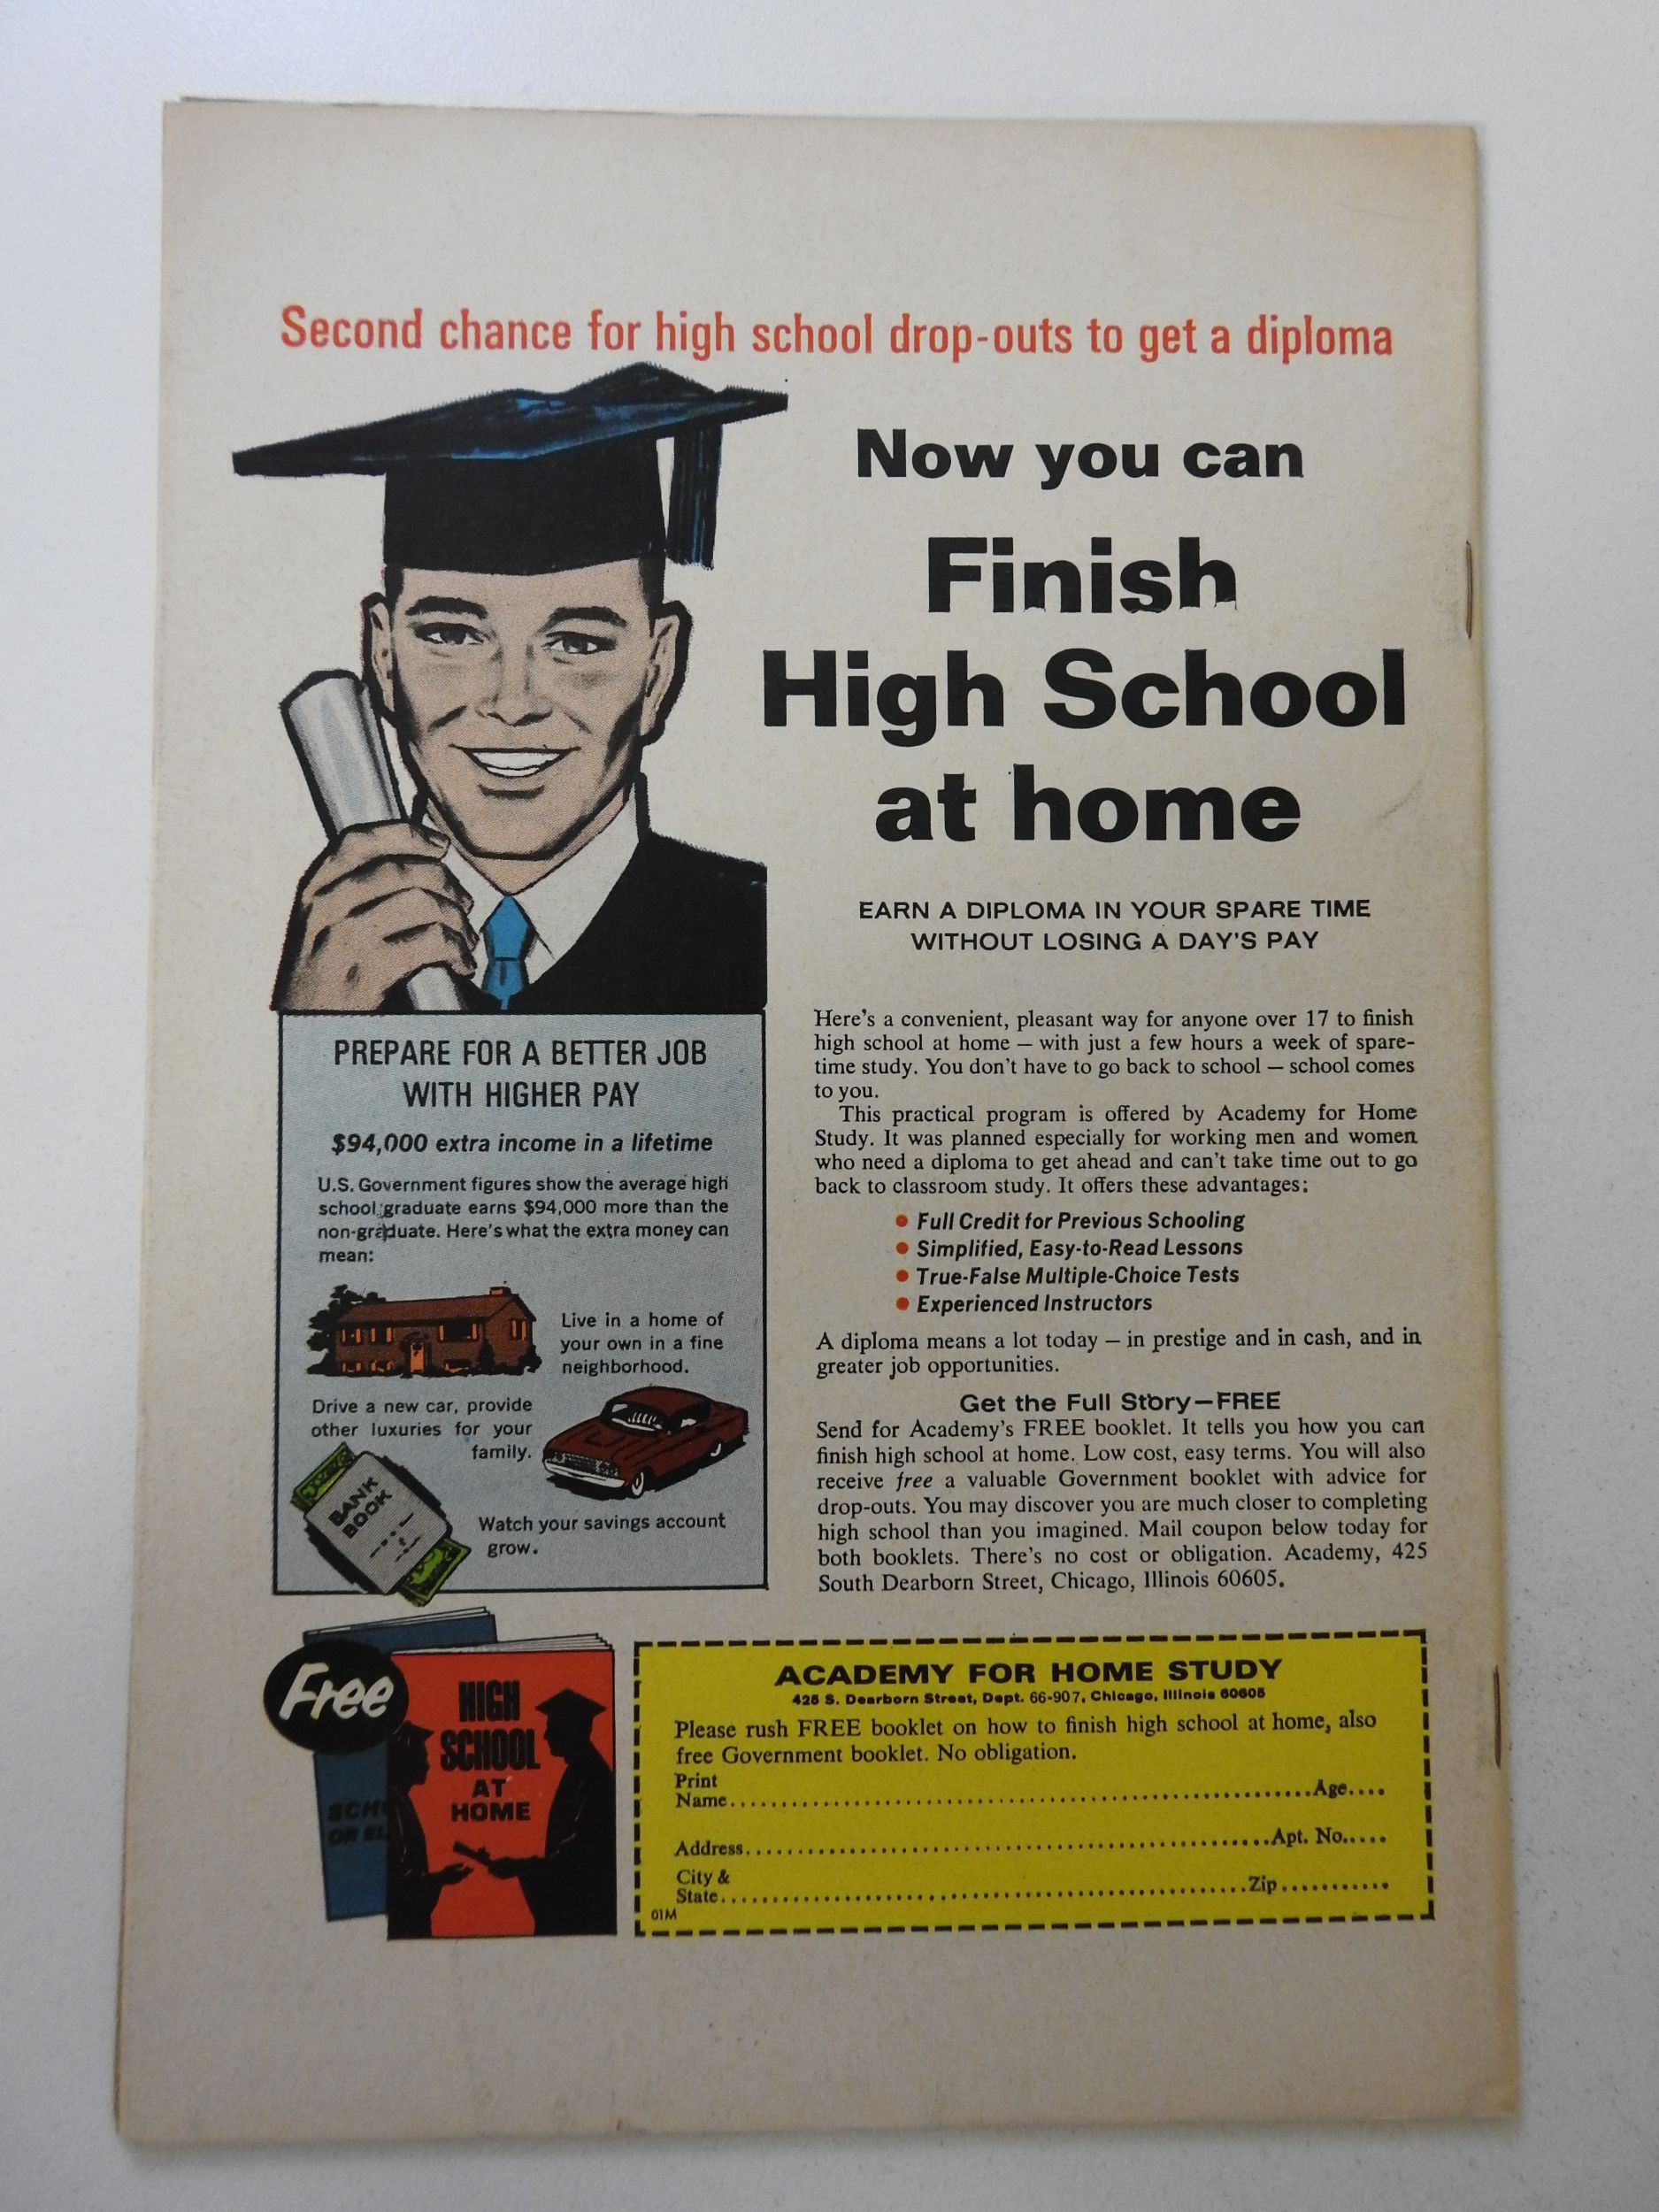 Second chance for high school drop-outs to get a diploma
Now you can
Finish
High School
at home
EARN A DIPLOMA IN YOUR SPARE TIME
WITHOUT LOSING A DAY'S PAY
Here's a convenient, pleasant way for anyone over 17 to finish
high school at home — with just a few hours a week of spare-
time study. You don't have to go back to school — school comes
to you.
This practical program is offered by Academy for Home
Study. It was planned especially for working men and women
who need a diploma to get ahead and can't take time out to go
back to classroom study. It offers these advantages:
• Full Credit for Previous Schooling
• Simplified, Easy-to-Read Lessons
• True-False Multiple-Choice Tests
• Experienced Instructors
A diploma means a lot today — in prestige and in cash, and in
greater job opportunities.
Get the Full Story—FREE
Send for Academy's FREE booklet. It tells you how you can
finish high school at home. Low cost, easy terms. You will also
receive free a valuable Government booklet with advice for
drop-outs. You may discover you are much closer to completing
high school than you imagined. Mail coupon below today for
both booklets. There's no cost or obligation. Academy, 425
South Dearborn Street, Chicago, Illinois 60605.
PREPARE FOR A BETTER JOB
WITH HIGHER PAY
$94,000 extra income in a lifetime
U.S. Government figures show the average high
school graduate earns $94,000 more than the
non-graduate. Here's what the extra money can
mean:
Live in a home of
your own in a fine
neighborhood.
Drive a new car, provide
other luxuries for your
family.
BANK
BOOK
Watch your savings account
grow.
Free
HIGH
SCHOOL
AT
HOME
SCH
OR EL
ACADEMY FOR HOME STUDY
425 S. Dearborn Street, Dept. 66-907, Chicago, Illinois 60605
Please rush FREE booklet on how to finish high school at home, also
free Government booklet. No obligation.
Print
Name.......................................................Age....
Address.................................................Apt. No.....
City &
State..................................................Zip...........
01M